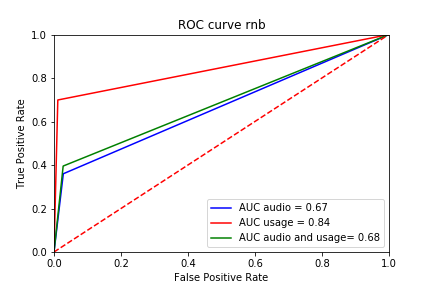 ROC curve rnb
True Positive Rate
1.0
0.8
0.6
0.4
0.2
0.0
AUC audio = 0.67
AUC usage = 0.84
AUC audio and usage= 0.68
0.0 0.2 0.4 0.6 0.8 1.0
False Positive Rate